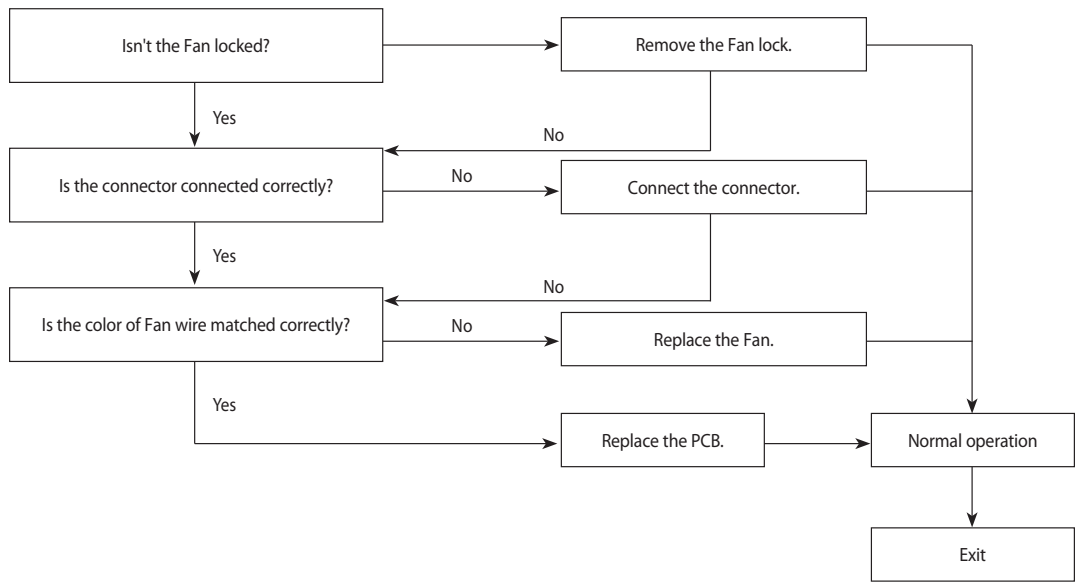 Isn't the Fan locked?
Remove the Fan lock.
Yes
No
Is the connector connected correctly?
No
Connect the connector.
Yes
No
Is the color of Fan wire matched correctly?
No
Replace the Fan.
Yes
Replace the PCB.
Normal operation
Exit